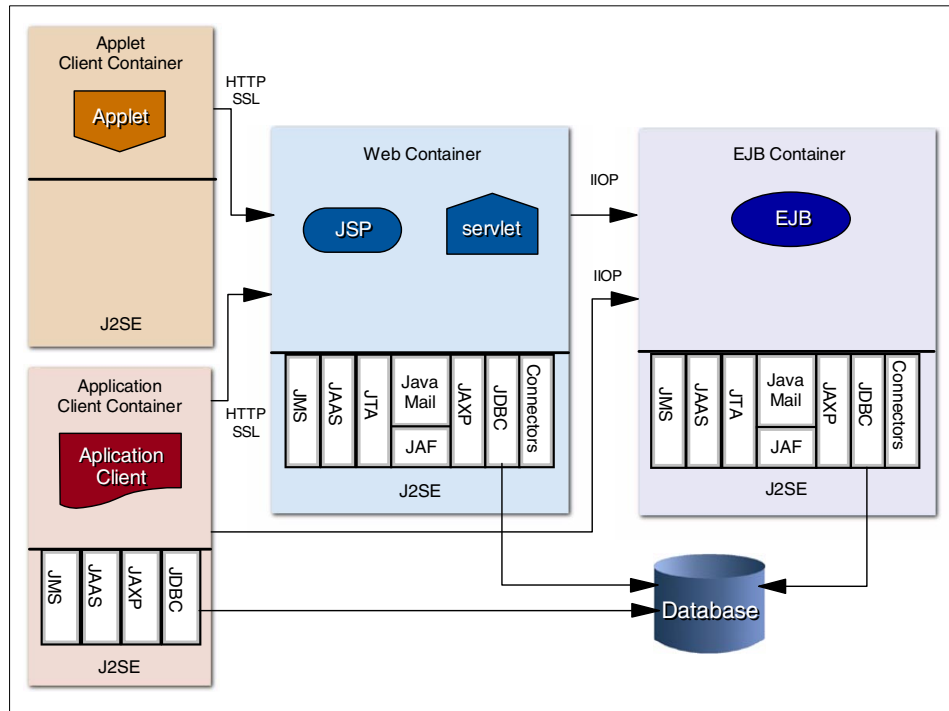 Applet
Client Container
Applet
J2SE
HTTP
SSL
Application
Client Container
Aplication
Client
HTTP
SSL
JMS
JAAS
JAXP
JDBC
J2SE
Web Container
JSP
servlet
JMS
JAAS
JTA
Java
Mail
JAF
JAXP
JDBC
Connectors
J2SE
IIOP
IIOP
EJB Container
EJB
JMS
JAAS
JTA
Java
Mail
JAF
JAXP
JDBC
Connectors
J2SE
Database